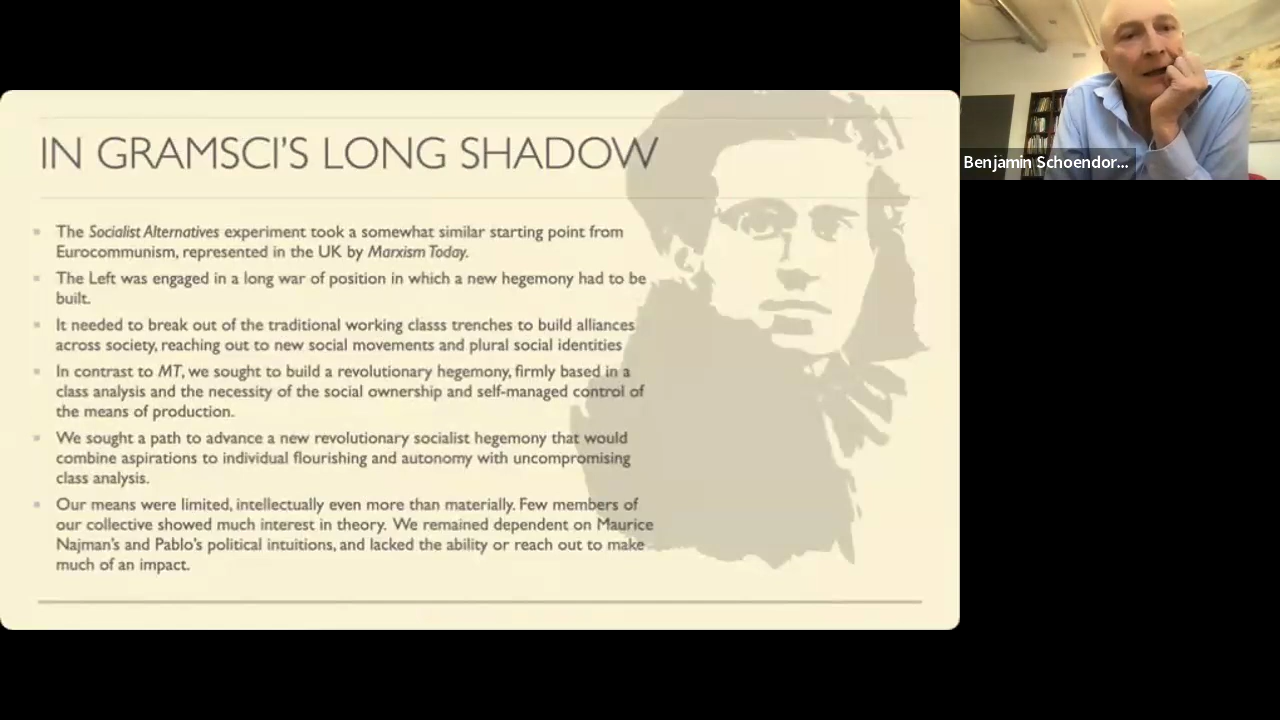 IN GRAMSCI'S LONG SHADOW
The Socialist Alternatives experiment took a somewhat similar starting point from
Eurocommunism, represented in the UK by Marxism Today.
The Left was engaged in a long war of position in which a new hegemony had to be
built.
It needed to break out of the traditional working classs trenches to build alliances
across society, reaching out to new social movements and plural social identities
In contrast to MT, we sought to build a revolutionary hegemony, firmly based in a
class analysis and the necessity of the social ownership and self-managed control of
the means of production.
We sought a path to advance a new revolutionary socialist hegemony that would
combine aspirations to individual flourishing and autonomy with uncompromising
class analysis.
Our means were limited, intellectually even more than materially. Few members of
our collective showed much interest in theory. We remained dependent on Maurice
Najman's and Pablo's political intuitions, and lacked the ability or reach out to make
much of an impact.
Benjamin Schoendor...